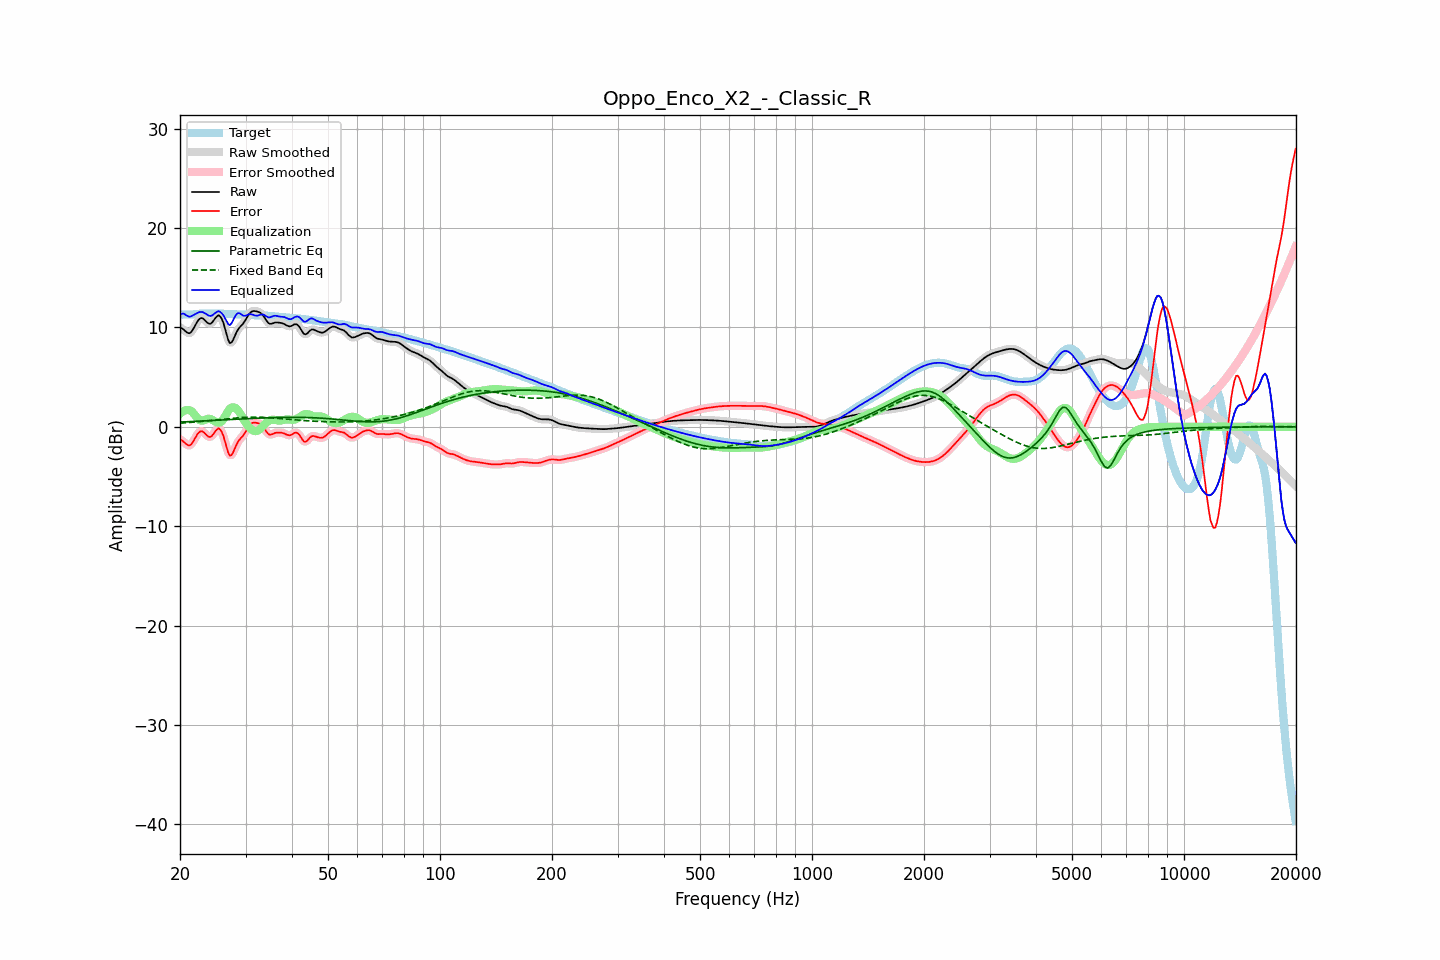 Oppo_Enco_X2_-_Classic_R
Target
Raw Smoothed
Error Smoothed
Raw
Error
Equalization
Parametric Eq
Fixed Band Eq
Equalized
30
20
10
0
−10
−20
−30
−40
Amplitude (dBr)
20
50
100
200
500
1000
2000
5000
10000
20000
Frequency (Hz)